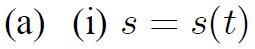 (a) (i) s = s(t)